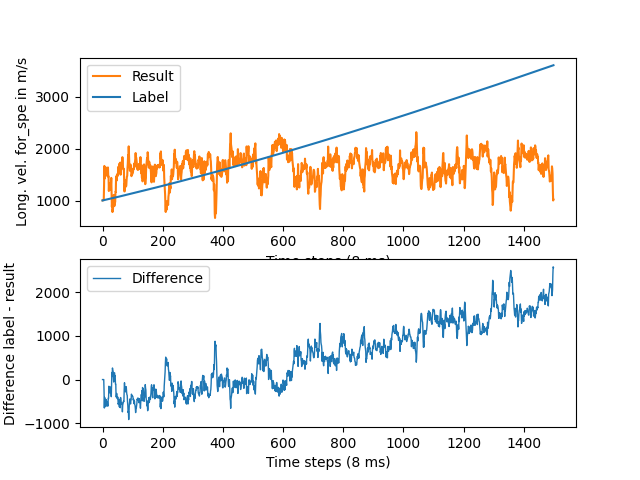 Long. vel. for_spe in m/s
3000
2000
1000
Result
Label
0 200 400 600 800 1000 1200 1400
Time steps (8 ms)
Difference label - result
2000
1000
0
−1000
Difference
0 200 400 600 800 1000 1200 1400
Time steps (8 ms)